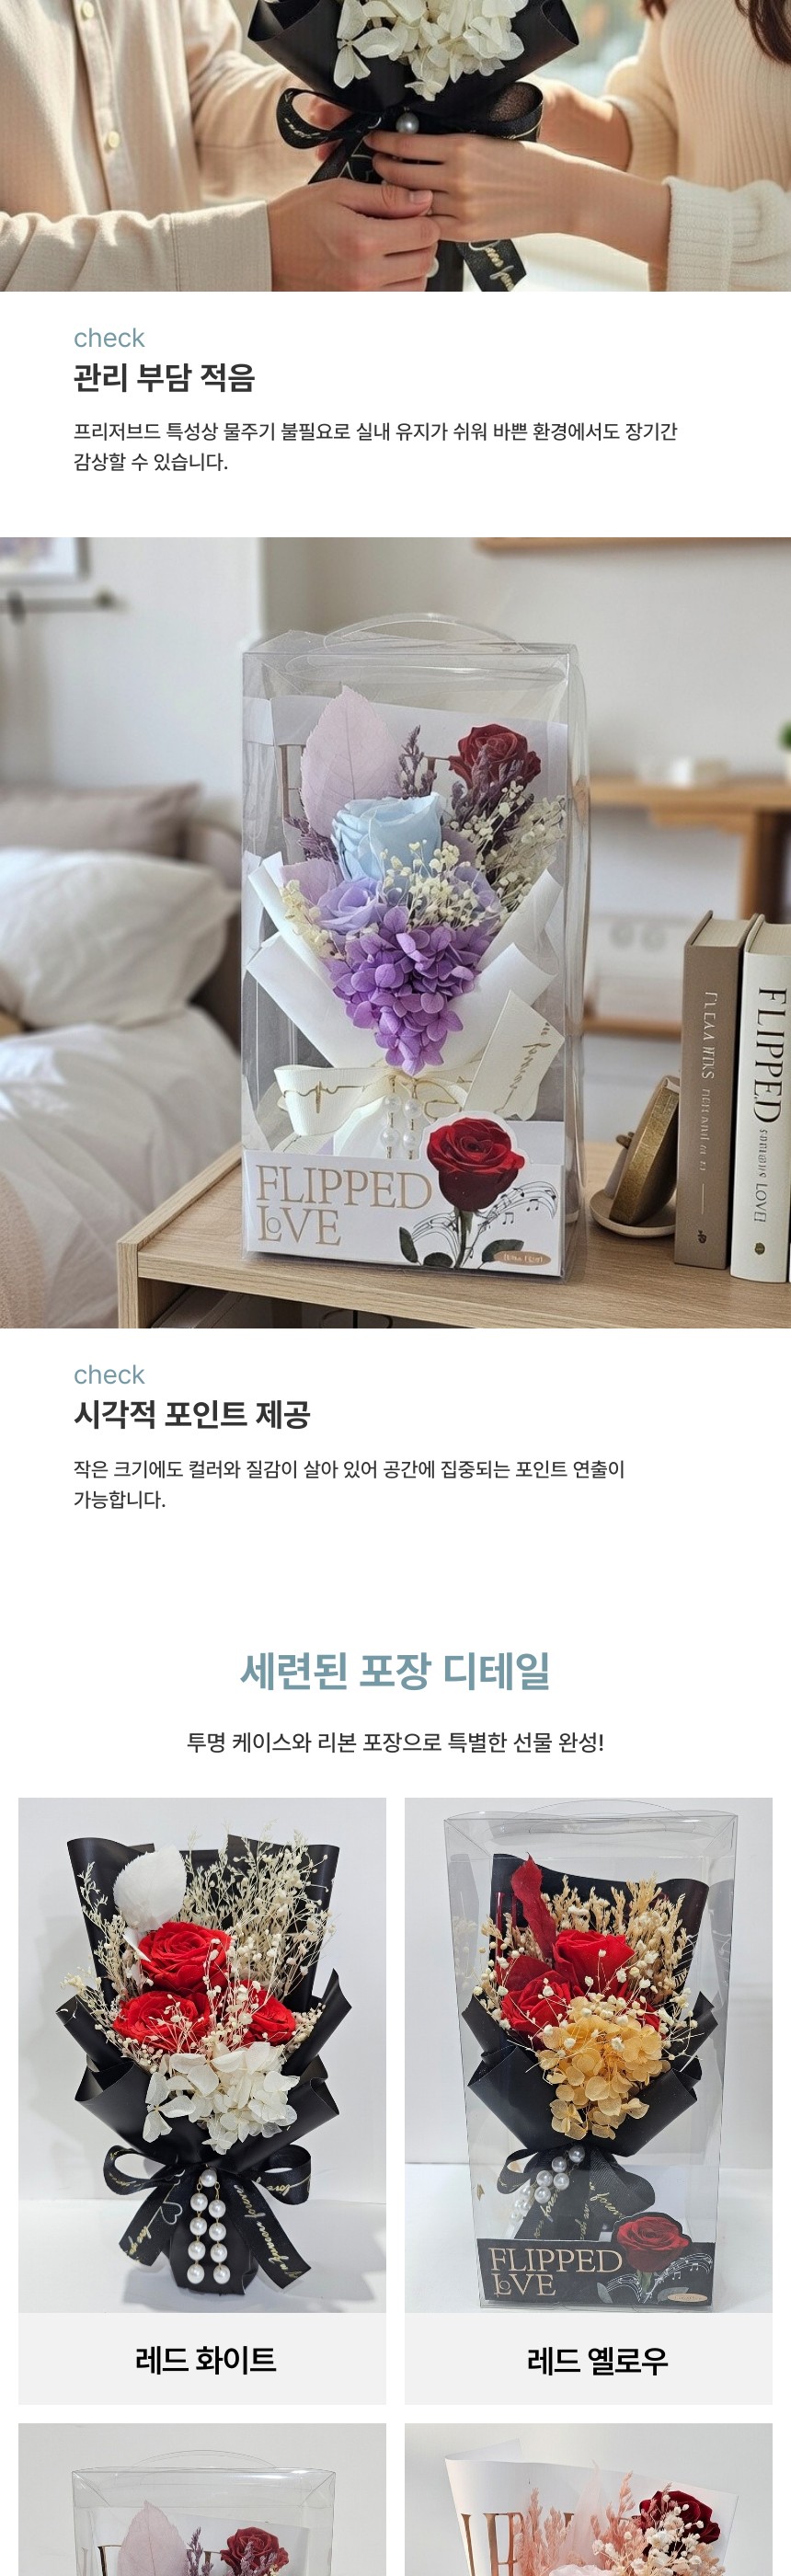 check
관리 부담 적음
프리저브드 특성상 물주기 불필요로 실내 유지가 쉬워 바쁜 환경에서도 장기간
감상할 수 있습니다.
FLIPPED
LOVE
FLIPPED
LOVE
check
시각적 포인트 제공
작은 크기에도 컬러와 질감이 살아 있어 공간에 집중되는 포인트 연출이
가능합니다.
세련된 포장 디테일
투명 케이스와 리본 포장으로 특별한 선물 완성!
FLIPPED
LOVE
레드 화이트
레드 옐로우